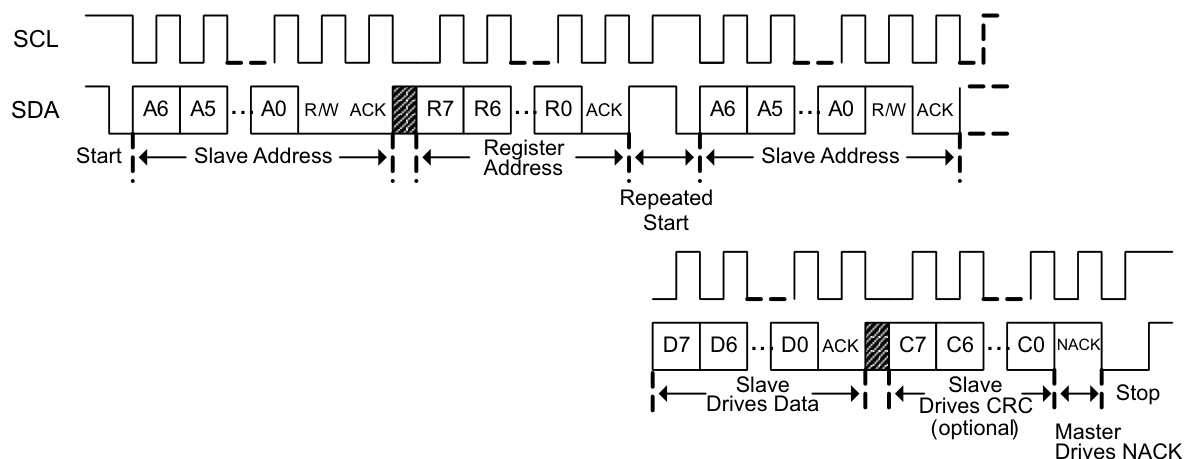 SCL
SDA
A6 A5 ... A0 R/W ACK R7 R6 ... R0 ACK A6 A5 ... A0 R/W ACK
Start Slave Address Register Address Slave Address
Repeated
Start
D7 D6 ... D0 ACK C7 C6 ... C0 NACK
Slave
Drives Data
Slave
Drives CRC
(optional)
Stop
Master
Drives NACK